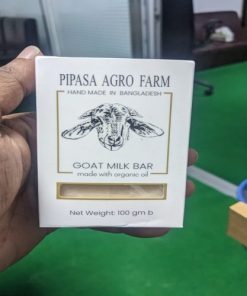 PIPASA AGRO FARM
HAND MADE IN BANGLADESH
GOAT MILK BAR
made with organic oil
Net Weight: 100 gm b